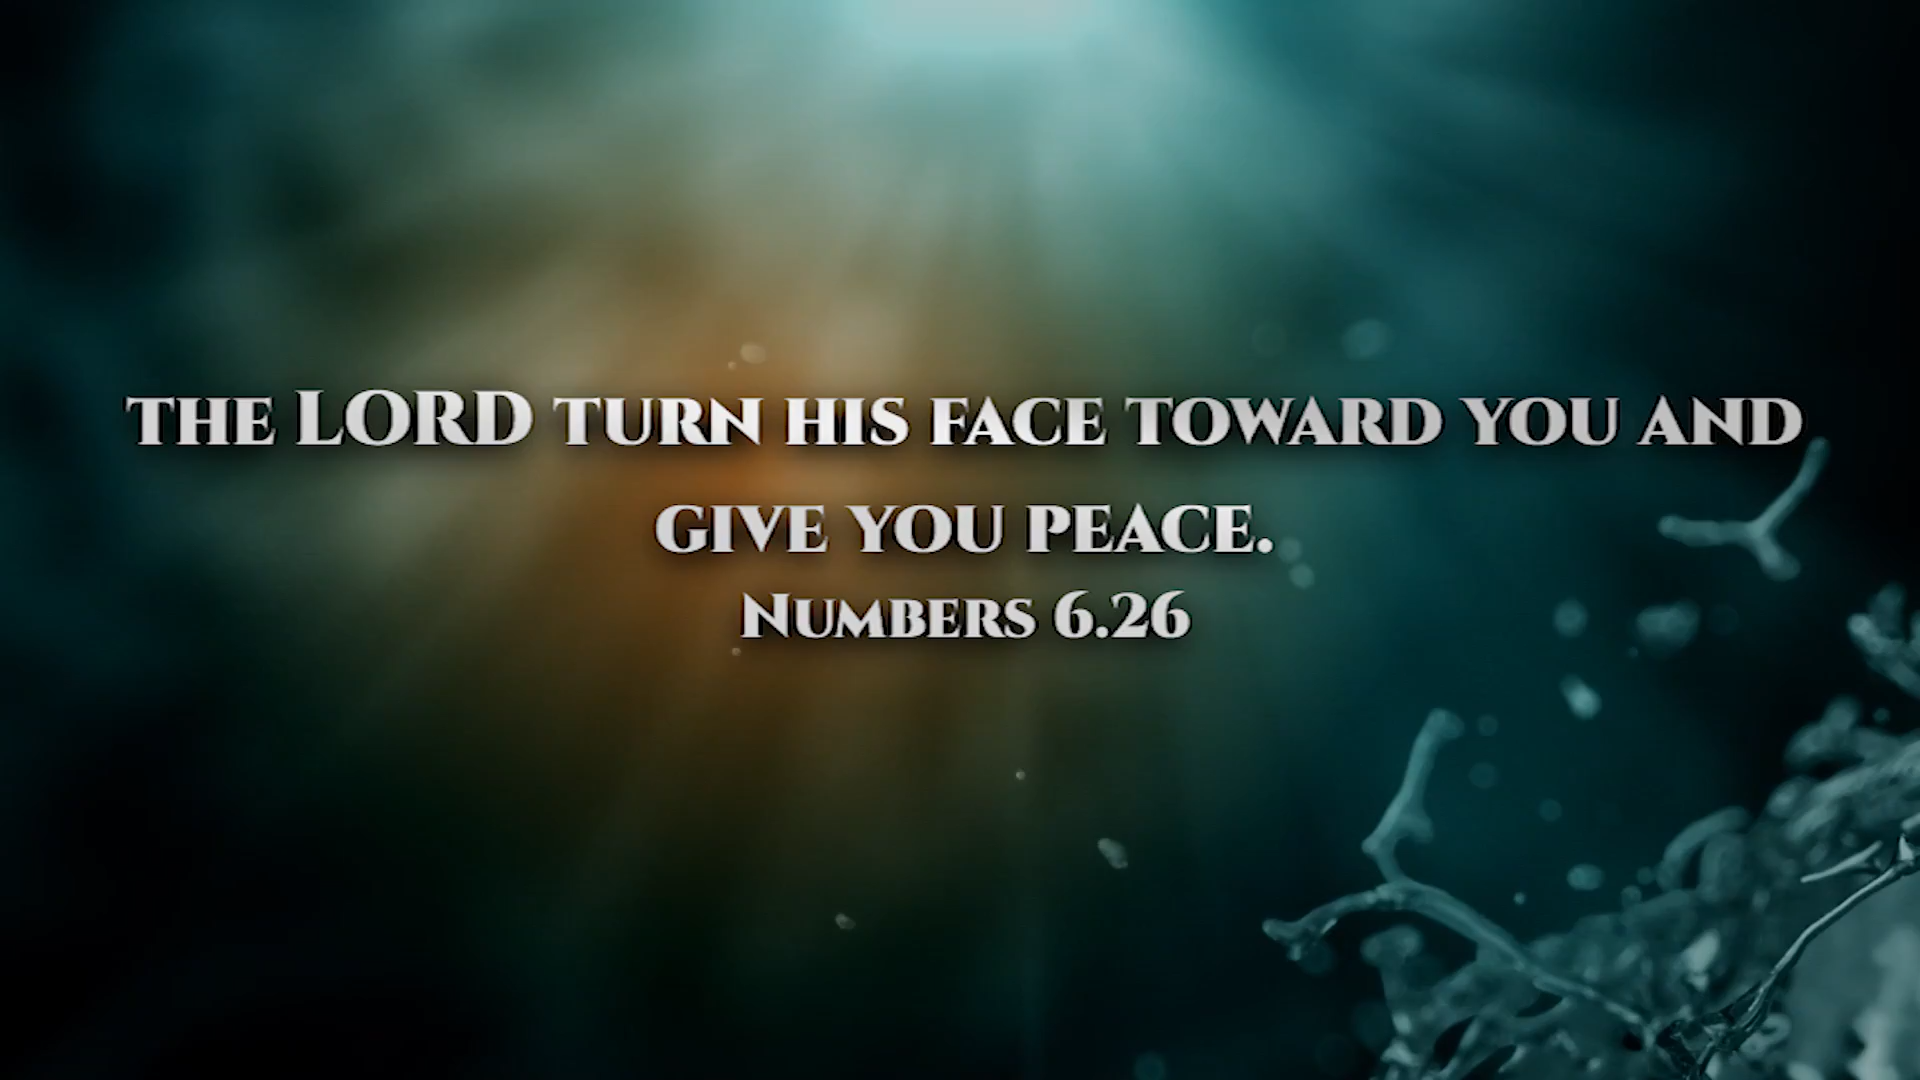 THE LORD TURN HIS FACE TOWARD YOU AND
GIVE YOU PEACE.
NUMBERS 6.26